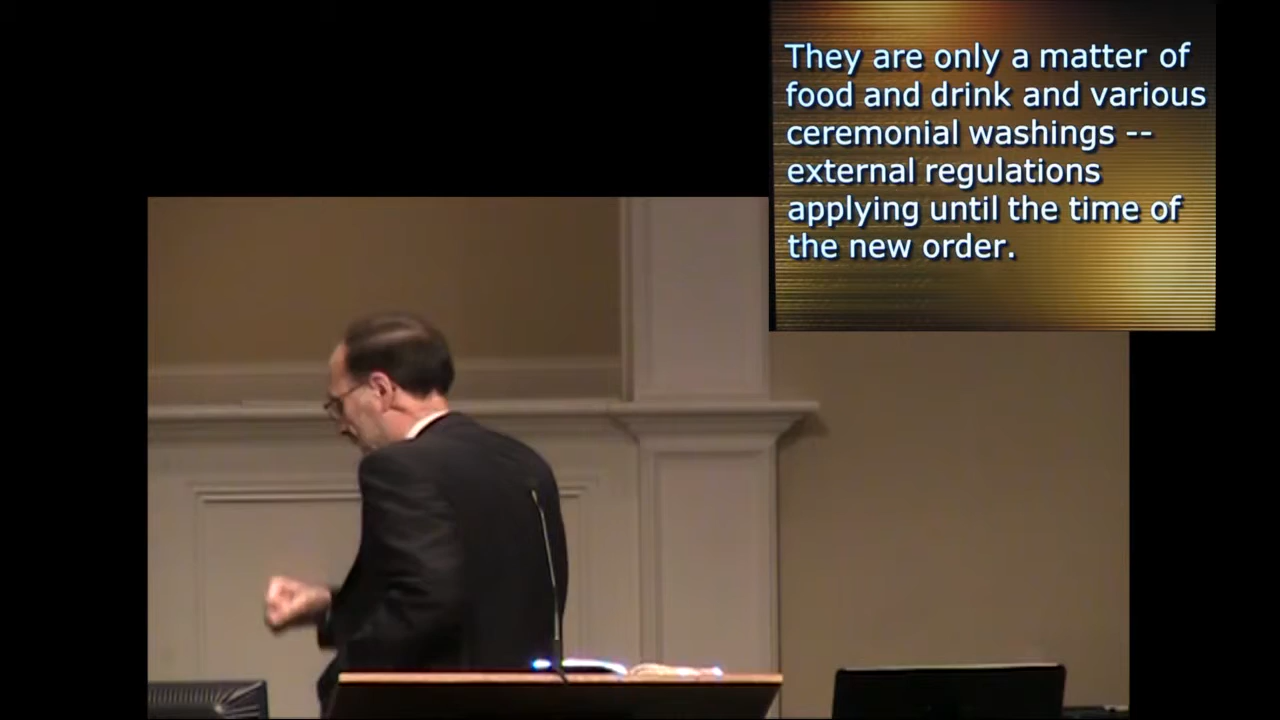 They are only a matter of
food and drink and various
ceremonial washings --
external regulations
applying until the time of
the new order.